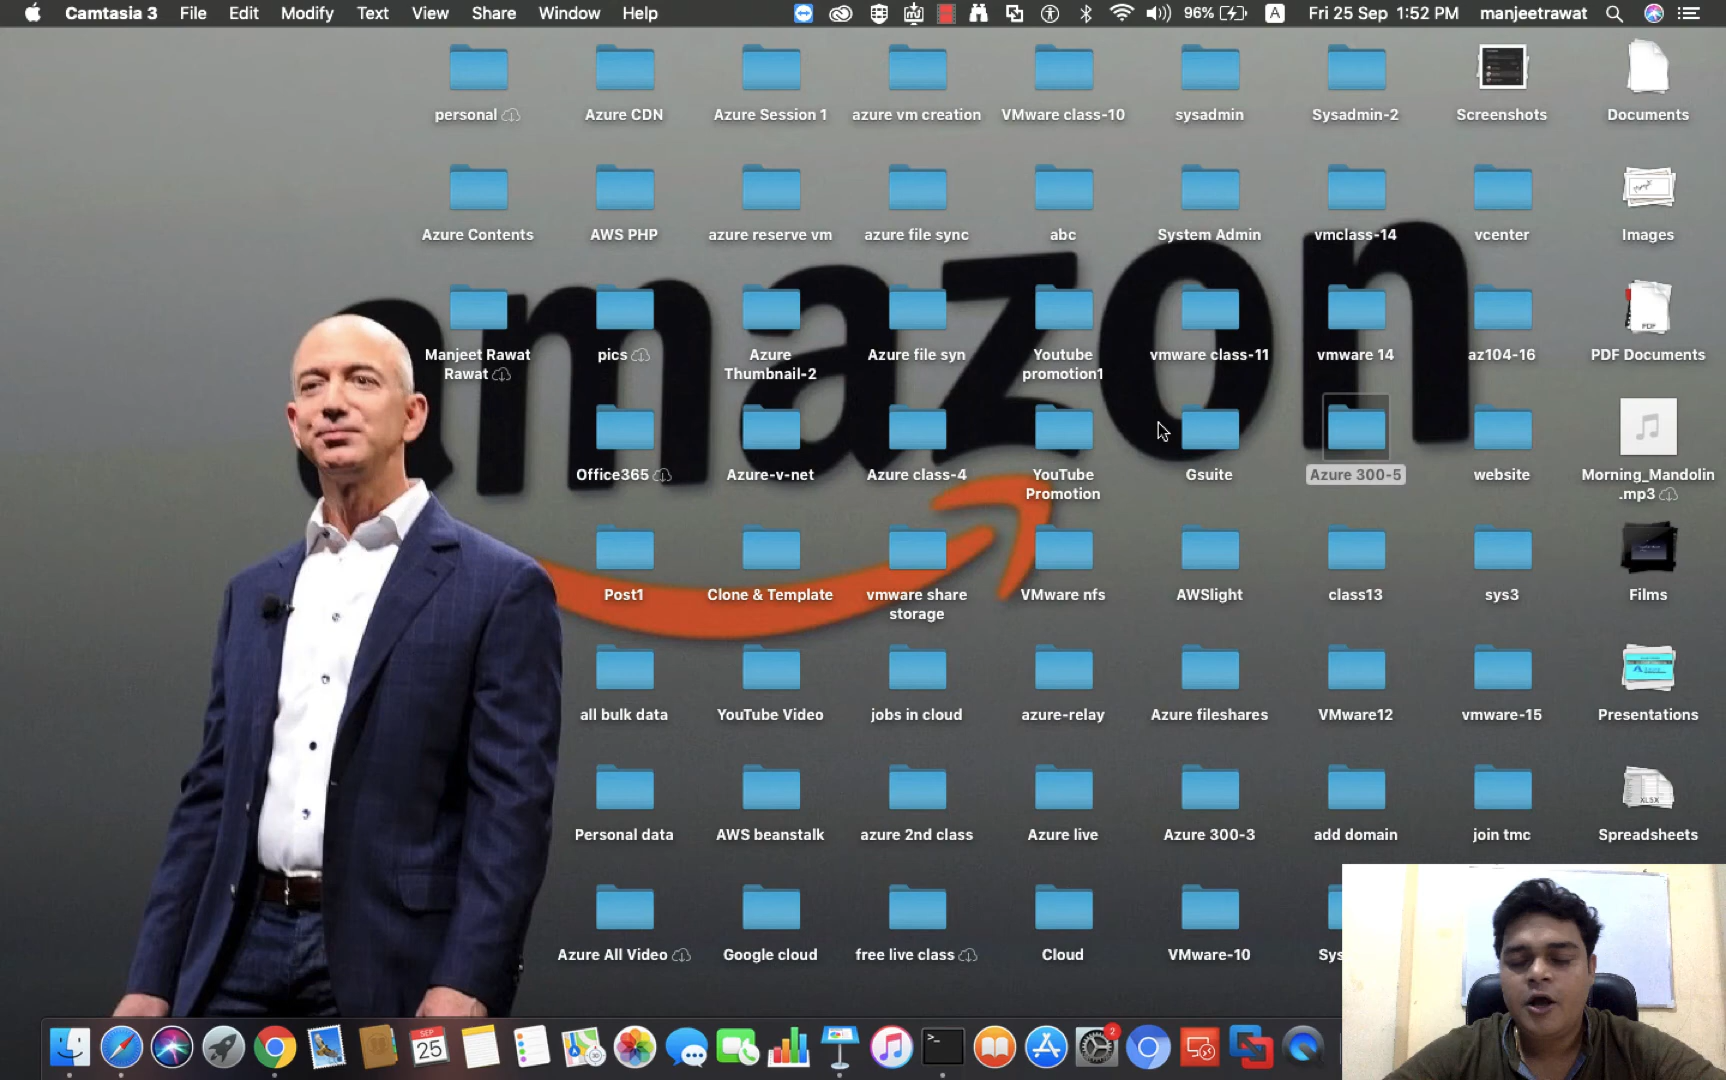 Camtasia 3 File Edit Modify Text View Share Window Help 96% A Fri 25 Sep 1:52 PM manjeetrawat
personal Azure CDN Azure Session 1 azure vm creation VMware class-10 sysadmin Sysadmin-2 Screenshots Documents
Azure Contents AWS PHP azure reserve vm azure file sync abc System Admin vmclass-14 vcenter Images
amazon
PDF
Manjeet Rawat pics Azure Azure file syn Youtube vmware class-11 vmware 14 az104-16 PDF Documents
Rawat Thumbnail-2 promotion1
Office365 Azure-v-net Azure class-4 YouTube Gsuite Azure 300-5 website Morning_Mandolin
Promotion .mp3
Post1 Clone & Template vmware share VMware nfs AWSlight class13 sys3 Films
storage
all bulk data YouTube Video jobs in cloud azure-relay Azure fileshares VMware12 vmware-15 Presentations
XLSX
Personal data AWS beanstalk azure 2nd class Azure live Azure 300-3 add domain join tmc Spreadsheets
Azure All Video Google cloud free live class Cloud VMware-10 Sys
SEP
25
2